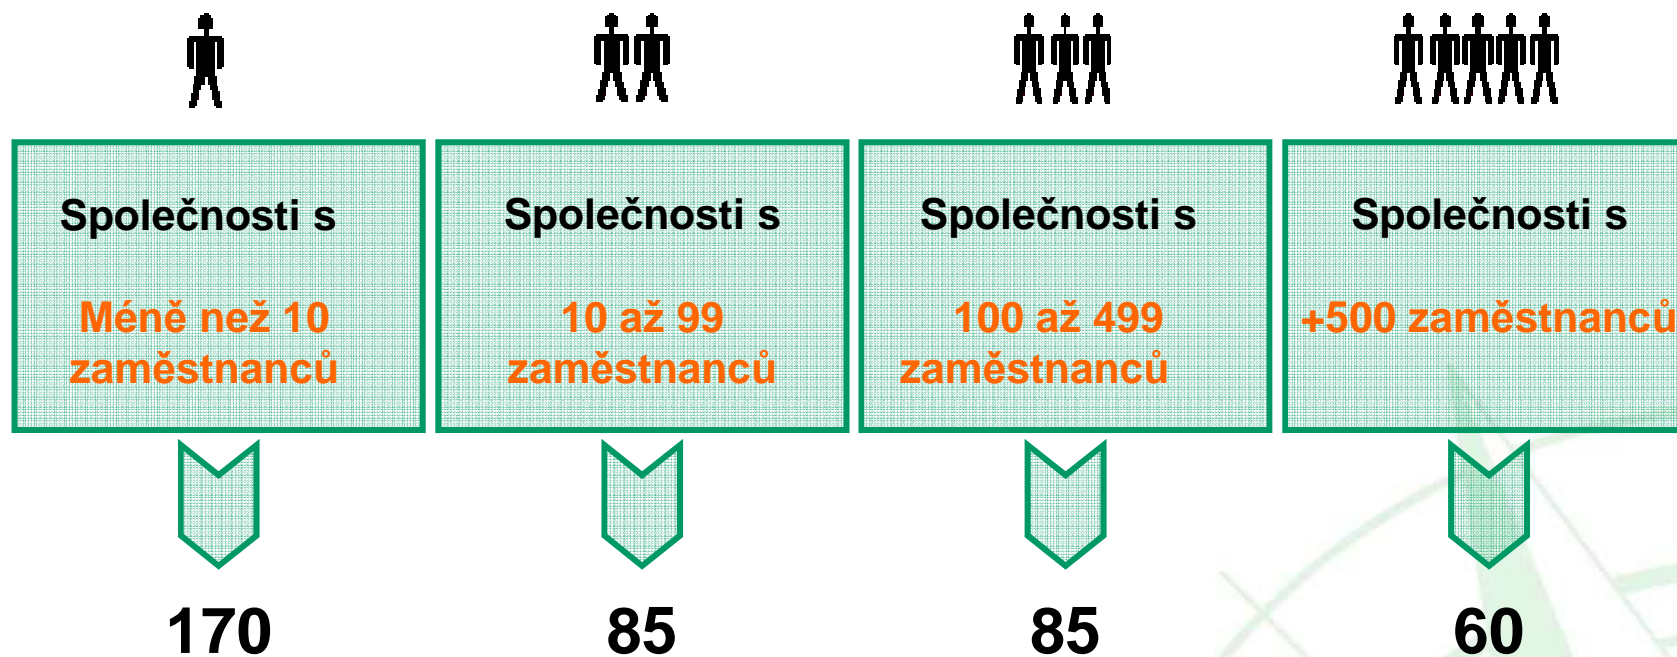 Společnosti s
Méně než 10
zaměstnanců
170
Společnosti s
10 až 99
zaměstnanců
85
Společnosti s
100 až 499
zaměstnanců
85
Společnosti s
+500 zaměstnanců
60